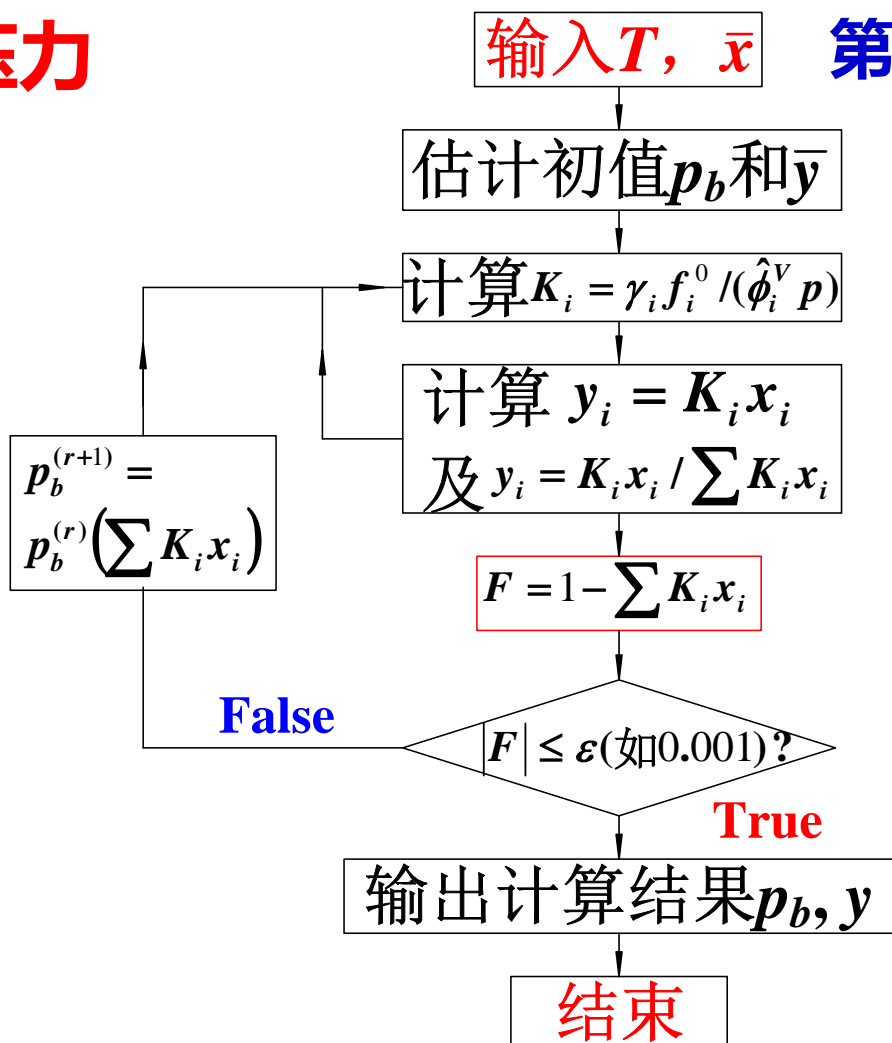 压力
第
输入T，x̄
估计初值p_b和ȳ
计算K_i = γ_i f_i^0 /(φ̂_i^V p)
计算 y_i = K_i x_i
及 y_i = K_i x_i / ∑ K_i x_i
p_b^(r+1) =
p_b^(r) (∑ K_i x_i)
F = 1 − ∑ K_i x_i
False
|F| ≤ ε(如0.001)?
True
输出计算结果p_b, y
结束